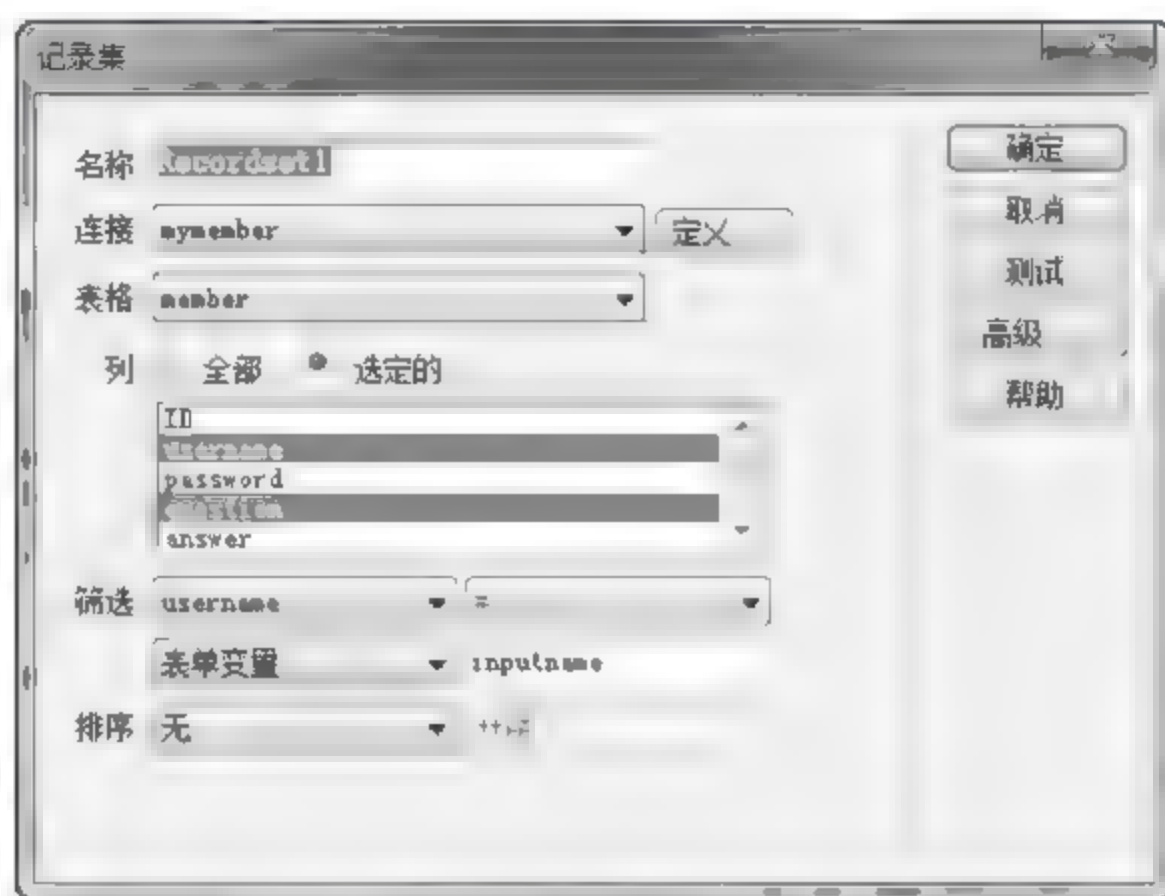 记录集
名称 Recordset1 确定
连接 mymember 定义 取消
表格 member 测试
列 全部 选定的 高级
ID 帮助
username
password
question
answer
筛选 username =
表单变量 inputname
排序 无